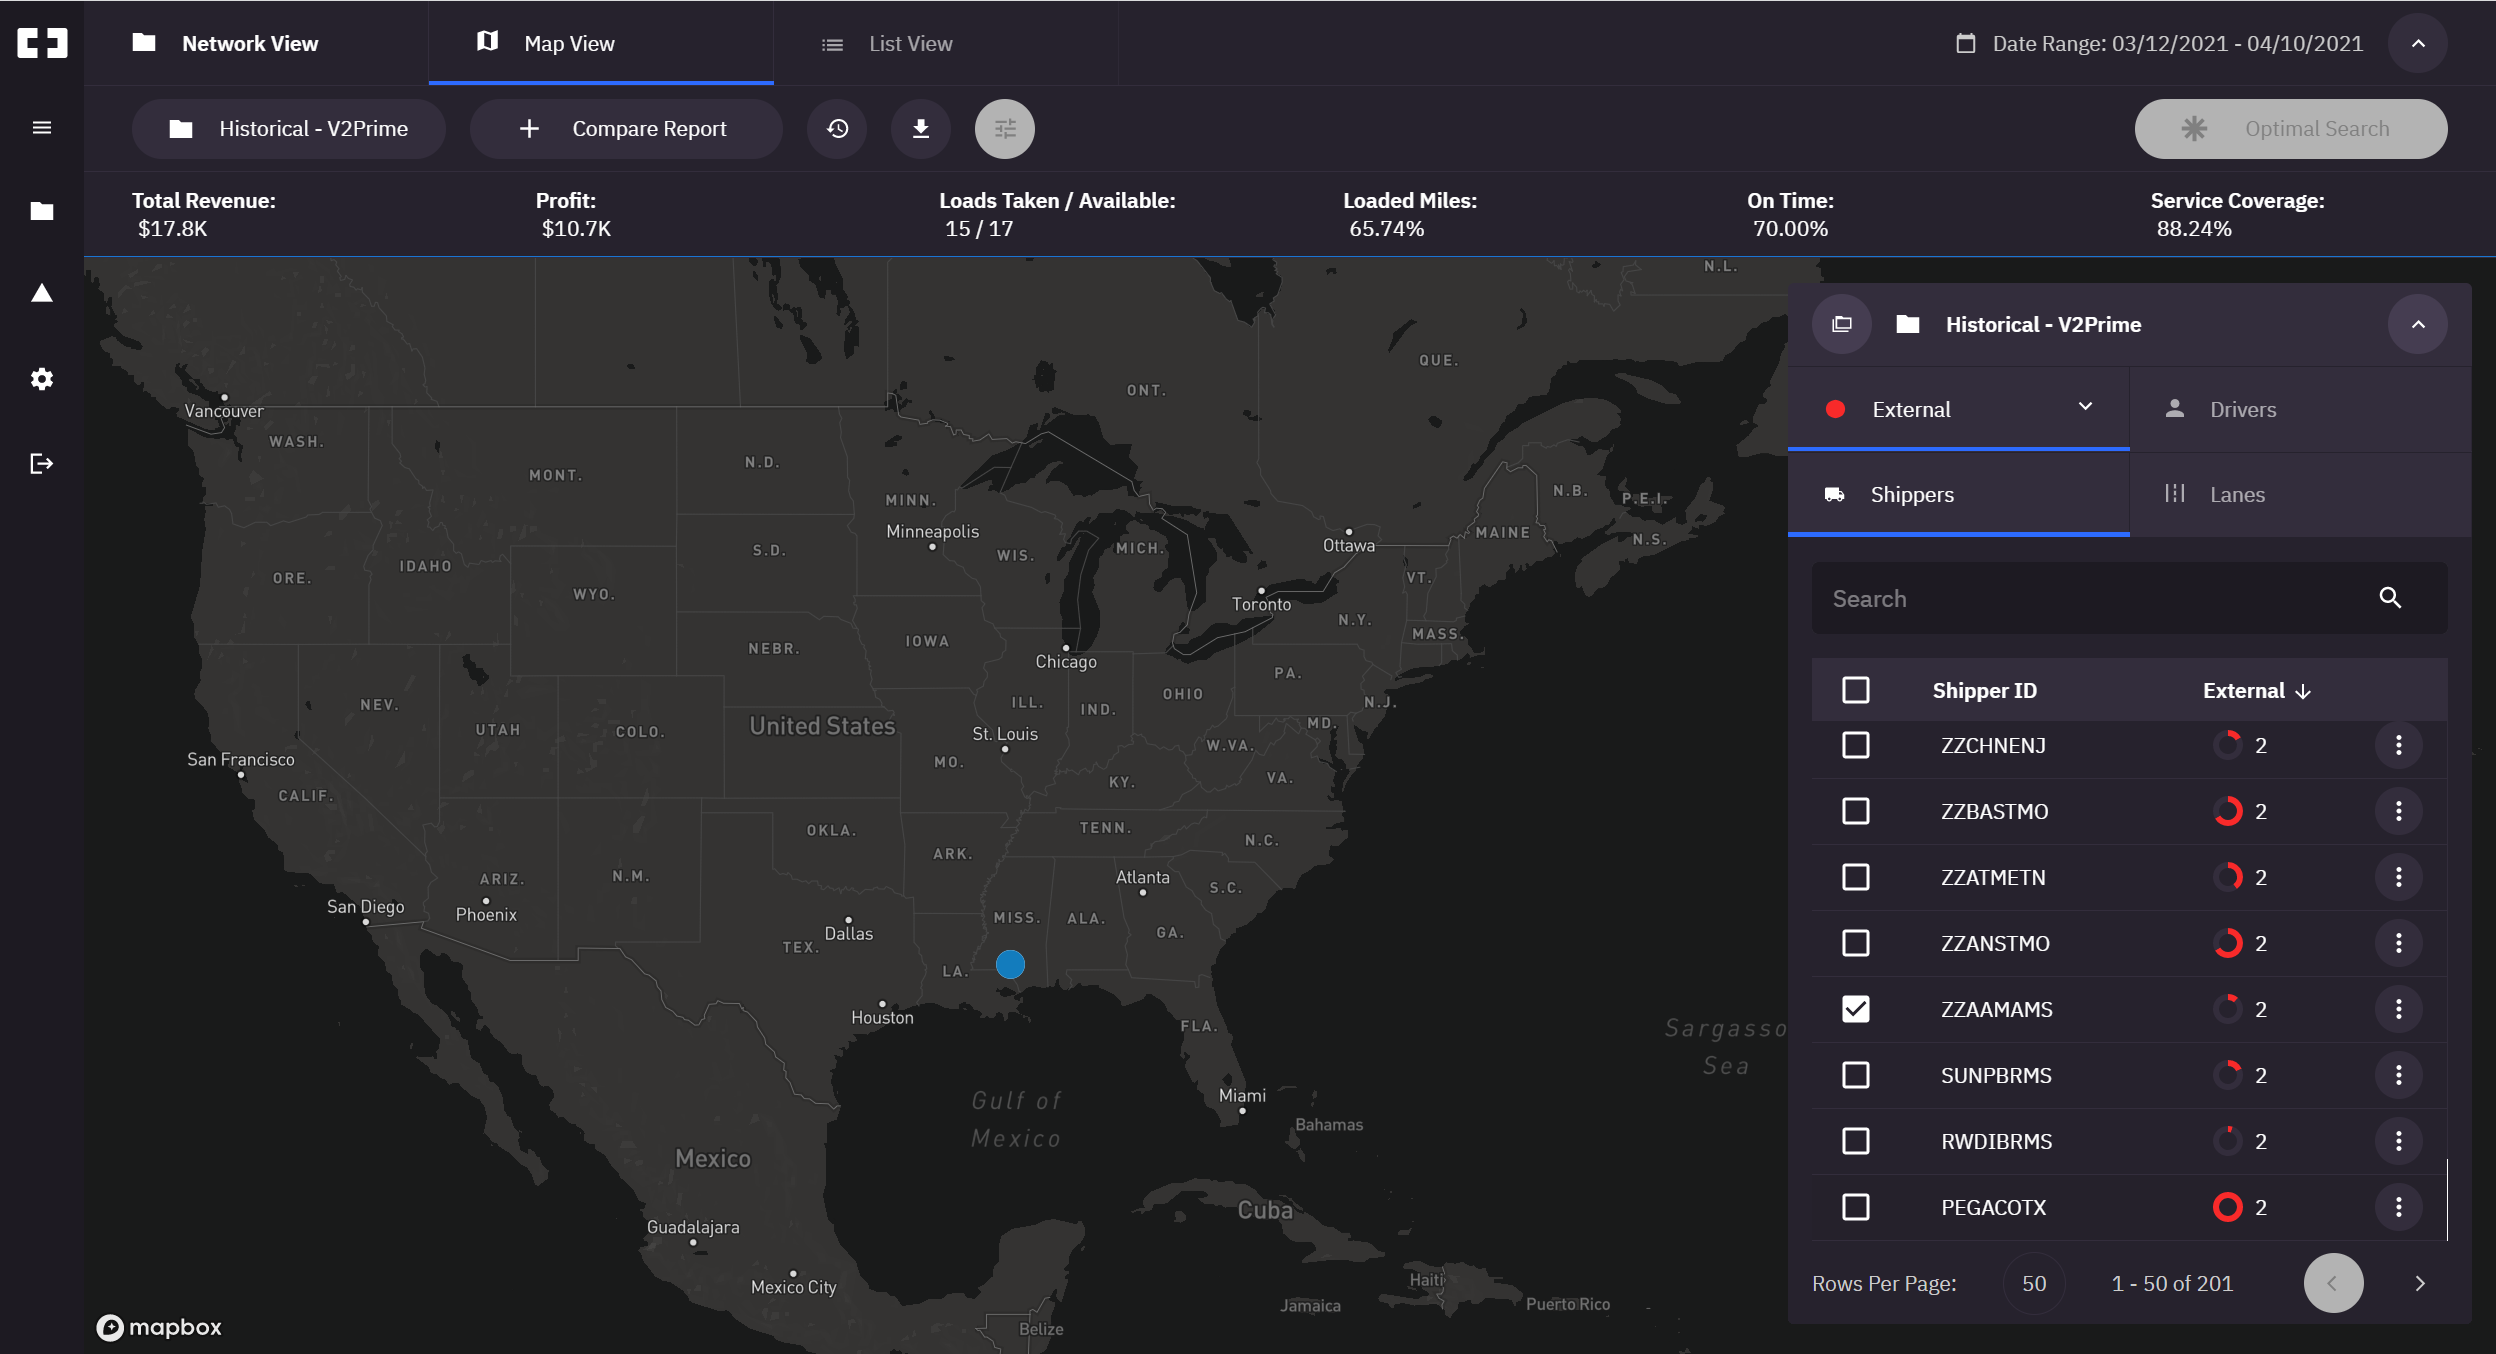 Network View
Map View
List View
Date Range: 03/12/2021 - 04/10/2021
Historical - V2Prime
Compare Report
Optimal Search
Total Revenue:
$17.8K
Profit:
$10.7K
Loads Taken / Available:
15 / 17
Loaded Miles:
65.74%
On Time:
70.00%
Service Coverage:
88.24%
N.L.
QUE.
ONT.
Vancouver
WASH.
MONT.
N.D.
MINN.
Minneapolis
N.B.
P.E.I.
MAINE
N.S.
Ottawa
ORE.
IDAHO
S.D.
WIS.
MICH.
VT.
WYO.
Toronto
N.Y.
MASS.
NEBR.
IOWA
Chicago
PA.
NEV.
UTAH
COLO.
United States
ILL.
IND.
OHIO
N.J.
MD.
St. Louis
W.VA.
San Francisco
CALIF.
MO.
KY.
VA.
OKLA.
TENN.
N.C.
ARK.
ARIZ.
N.M.
Atlanta
S.C.
San Diego
Phoenix
Dallas
TEX.
MISS.
ALA.
GA.
LA.
Houston
FLA.
Sargasso
Sea
Gulf of
Mexico
Miami
Bahamas
Mexico
Cuba
Guadalajara
Mexico City
Haiti
Jamaica
Puerto Rico
Belize
mapbox
Historical - V2Prime
External
Drivers
Shippers
Lanes
Search
Shipper ID
External
ZZCHNENJ 2
ZZBASTMO 2
ZZATMETN 2
ZZANSTMO 2
ZZAAMAMS 2
SUNPBRMS 2
RWDIBRMS 2
PEGACOTX 2
Rows Per Page: 50 1 - 50 of 201